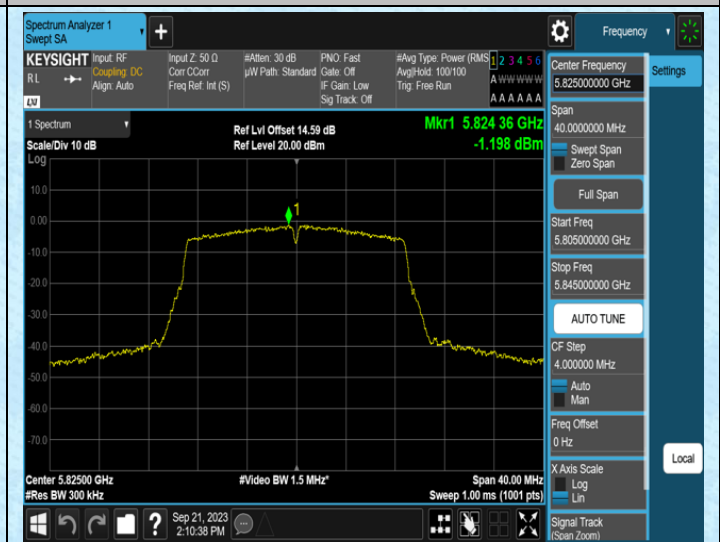 Spectrum Analyzer 1
Swept SA
+
Frequency
KEYSIGHT
RL
LXI
Input: RF
Coupling: DC
Align: Auto
Input Z: 50 Ω
Corr CCorr
Freq Ref: Int (S)
#Atten: 30 dB
µW Path: Standard
PNO: Fast
Gate: Off
IF Gain: Low
Sig Track: Off
#Avg Type: Power (RMS
Avg|Hold: 100/100
Trig: Free Run
1 2 3 4 5 6
A W W W W W
A A A A A A
Center Frequency
5.825000000 GHz
Settings
1 Spectrum
Scale/Div 10 dB
Log
Ref Lvl Offset 14.59 dB
Ref Level 20.00 dBm
Mkr1 5.824 36 GHz
-1.198 dBm
Span
40.0000000 MHz
Swept Span
Zero Span
Full Span
Start Freq
5.805000000 GHz
Stop Freq
5.845000000 GHz
AUTO TUNE
CF Step
4.000000 MHz
Auto
Man
Freq Offset
0 Hz
X Axis Scale
Log
Lin
Signal Track
(Span Zoom)
Local
10.0
0.00
-10.0
-20.0
-30.0
-40.0
-50.0
-60.0
-70.0
1
Center 5.82500 GHz
#Res BW 300 kHz
#Video BW 1.5 MHz*
Span 40.00 MHz
Sweep 1.00 ms (1001 pts)
?
Sep 21, 2023
2:10:38 PM